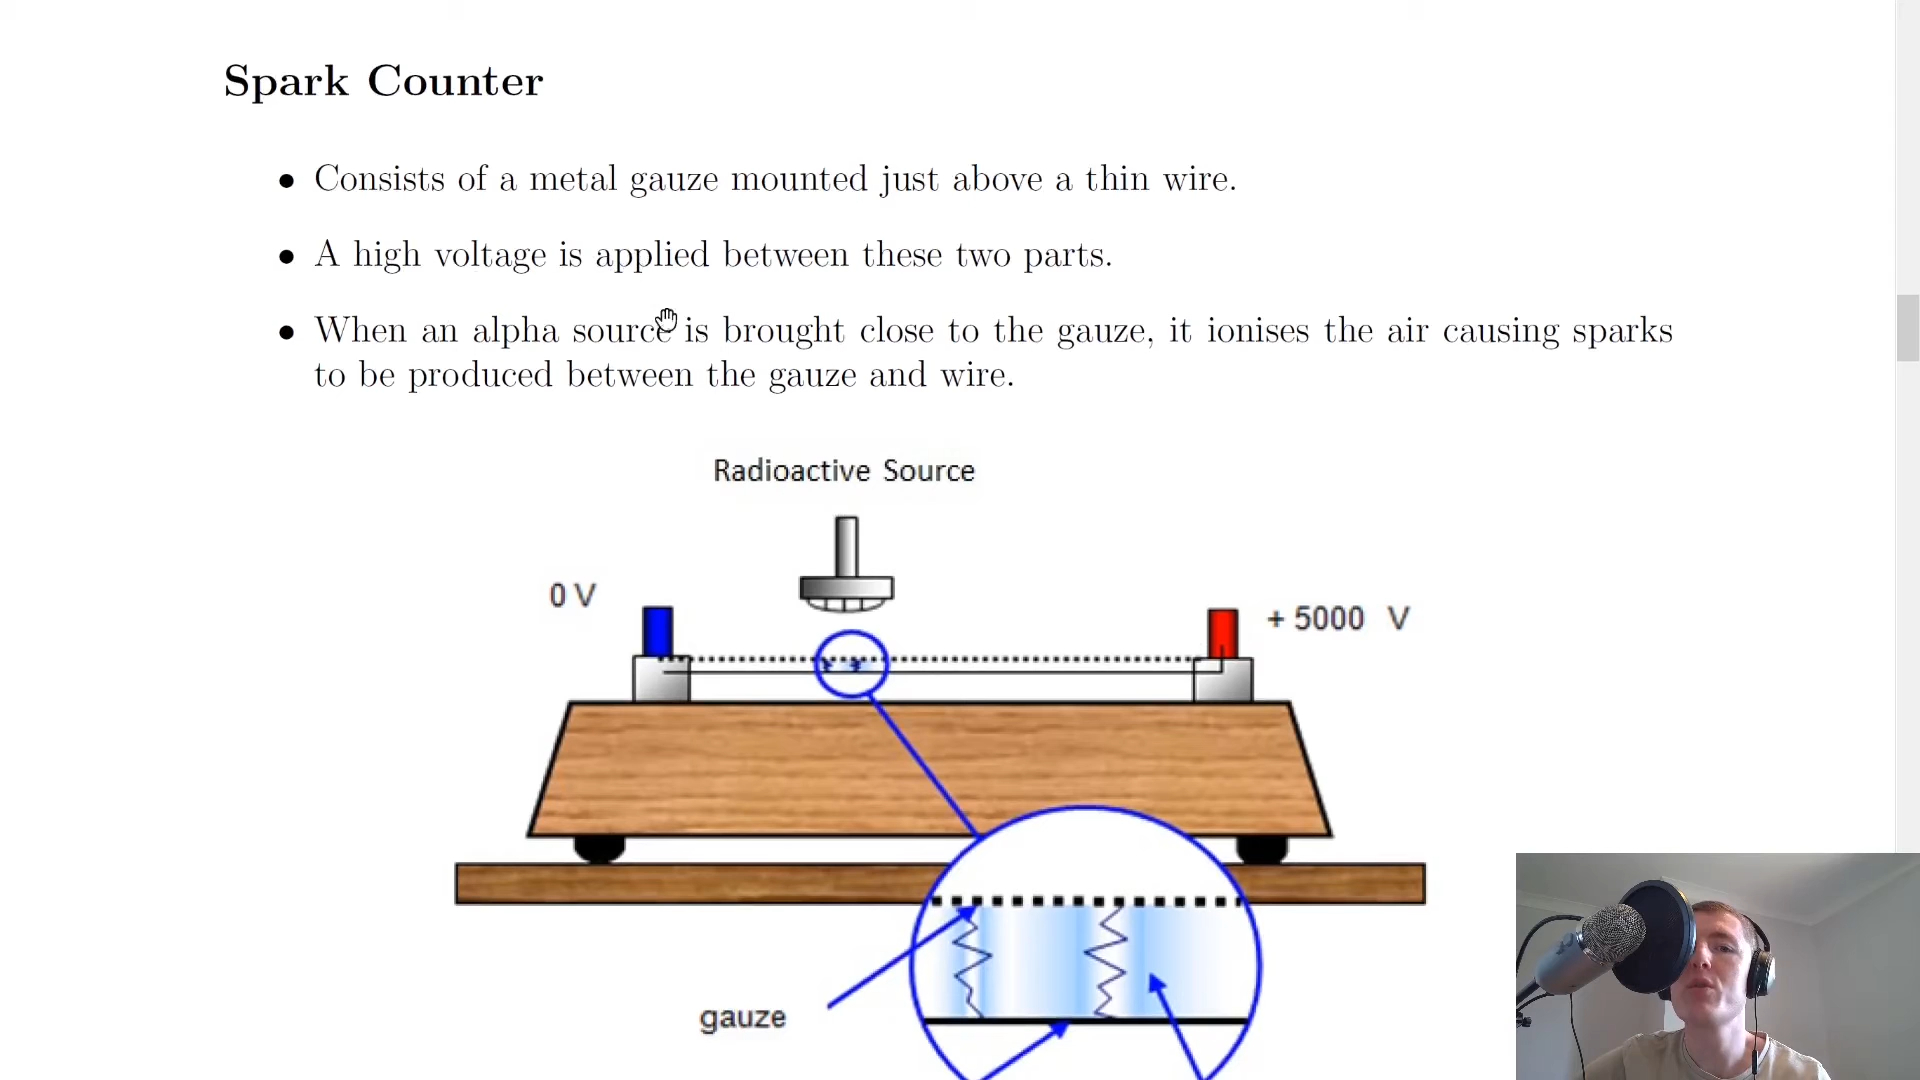 Spark Counter
• Consists of a metal gauze mounted just above a thin wire.
• A high voltage is applied between these two parts.
• When an alpha source is brought close to the gauze, it ionises the air causing sparks
to be produced between the gauze and wire.
Radioactive Source
0 V
+ 5000 V
gauze